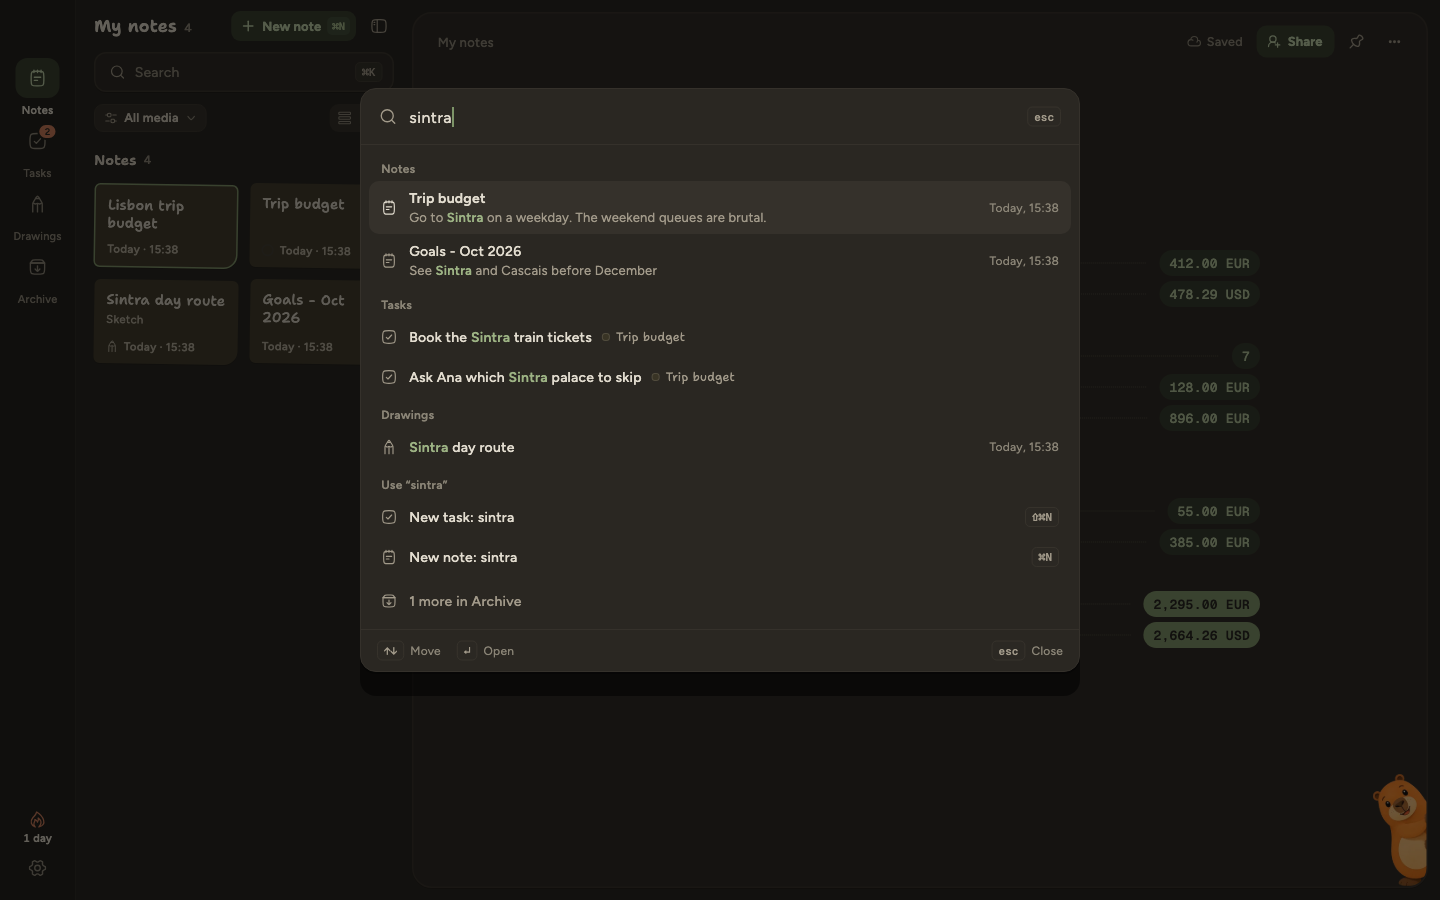 My notes 4
New note ⌘N
Search ⌘K
All media
Notes 4
Lisbon trip
budget
Today · 15:38
Trip budget
Today · 15:38
Sintra day route
Sketch
Today · 15:38
Goals - Oct
2026
Today · 15:38
Notes
2
Tasks
Drawings
Archive
1 day
My notes
Saved
Share
sintra
esc
Notes
Trip budget
Go to Sintra on a weekday. The weekend queues are brutal.
Today, 15:38
Goals - Oct 2026
See Sintra and Cascais before December
Today, 15:38
Tasks
Book the Sintra train tickets Trip budget
Ask Ana which Sintra palace to skip Trip budget
Drawings
Sintra day route
Today, 15:38
Use “sintra”
New task: sintra ⇧⌘N
New note: sintra ⌘N
1 more in Archive
↑↓ Move ↵ Open esc Close
412.00 EUR
478.29 USD
7
128.00 EUR
896.00 EUR
55.00 EUR
385.00 EUR
2,295.00 EUR
2,664.26 USD